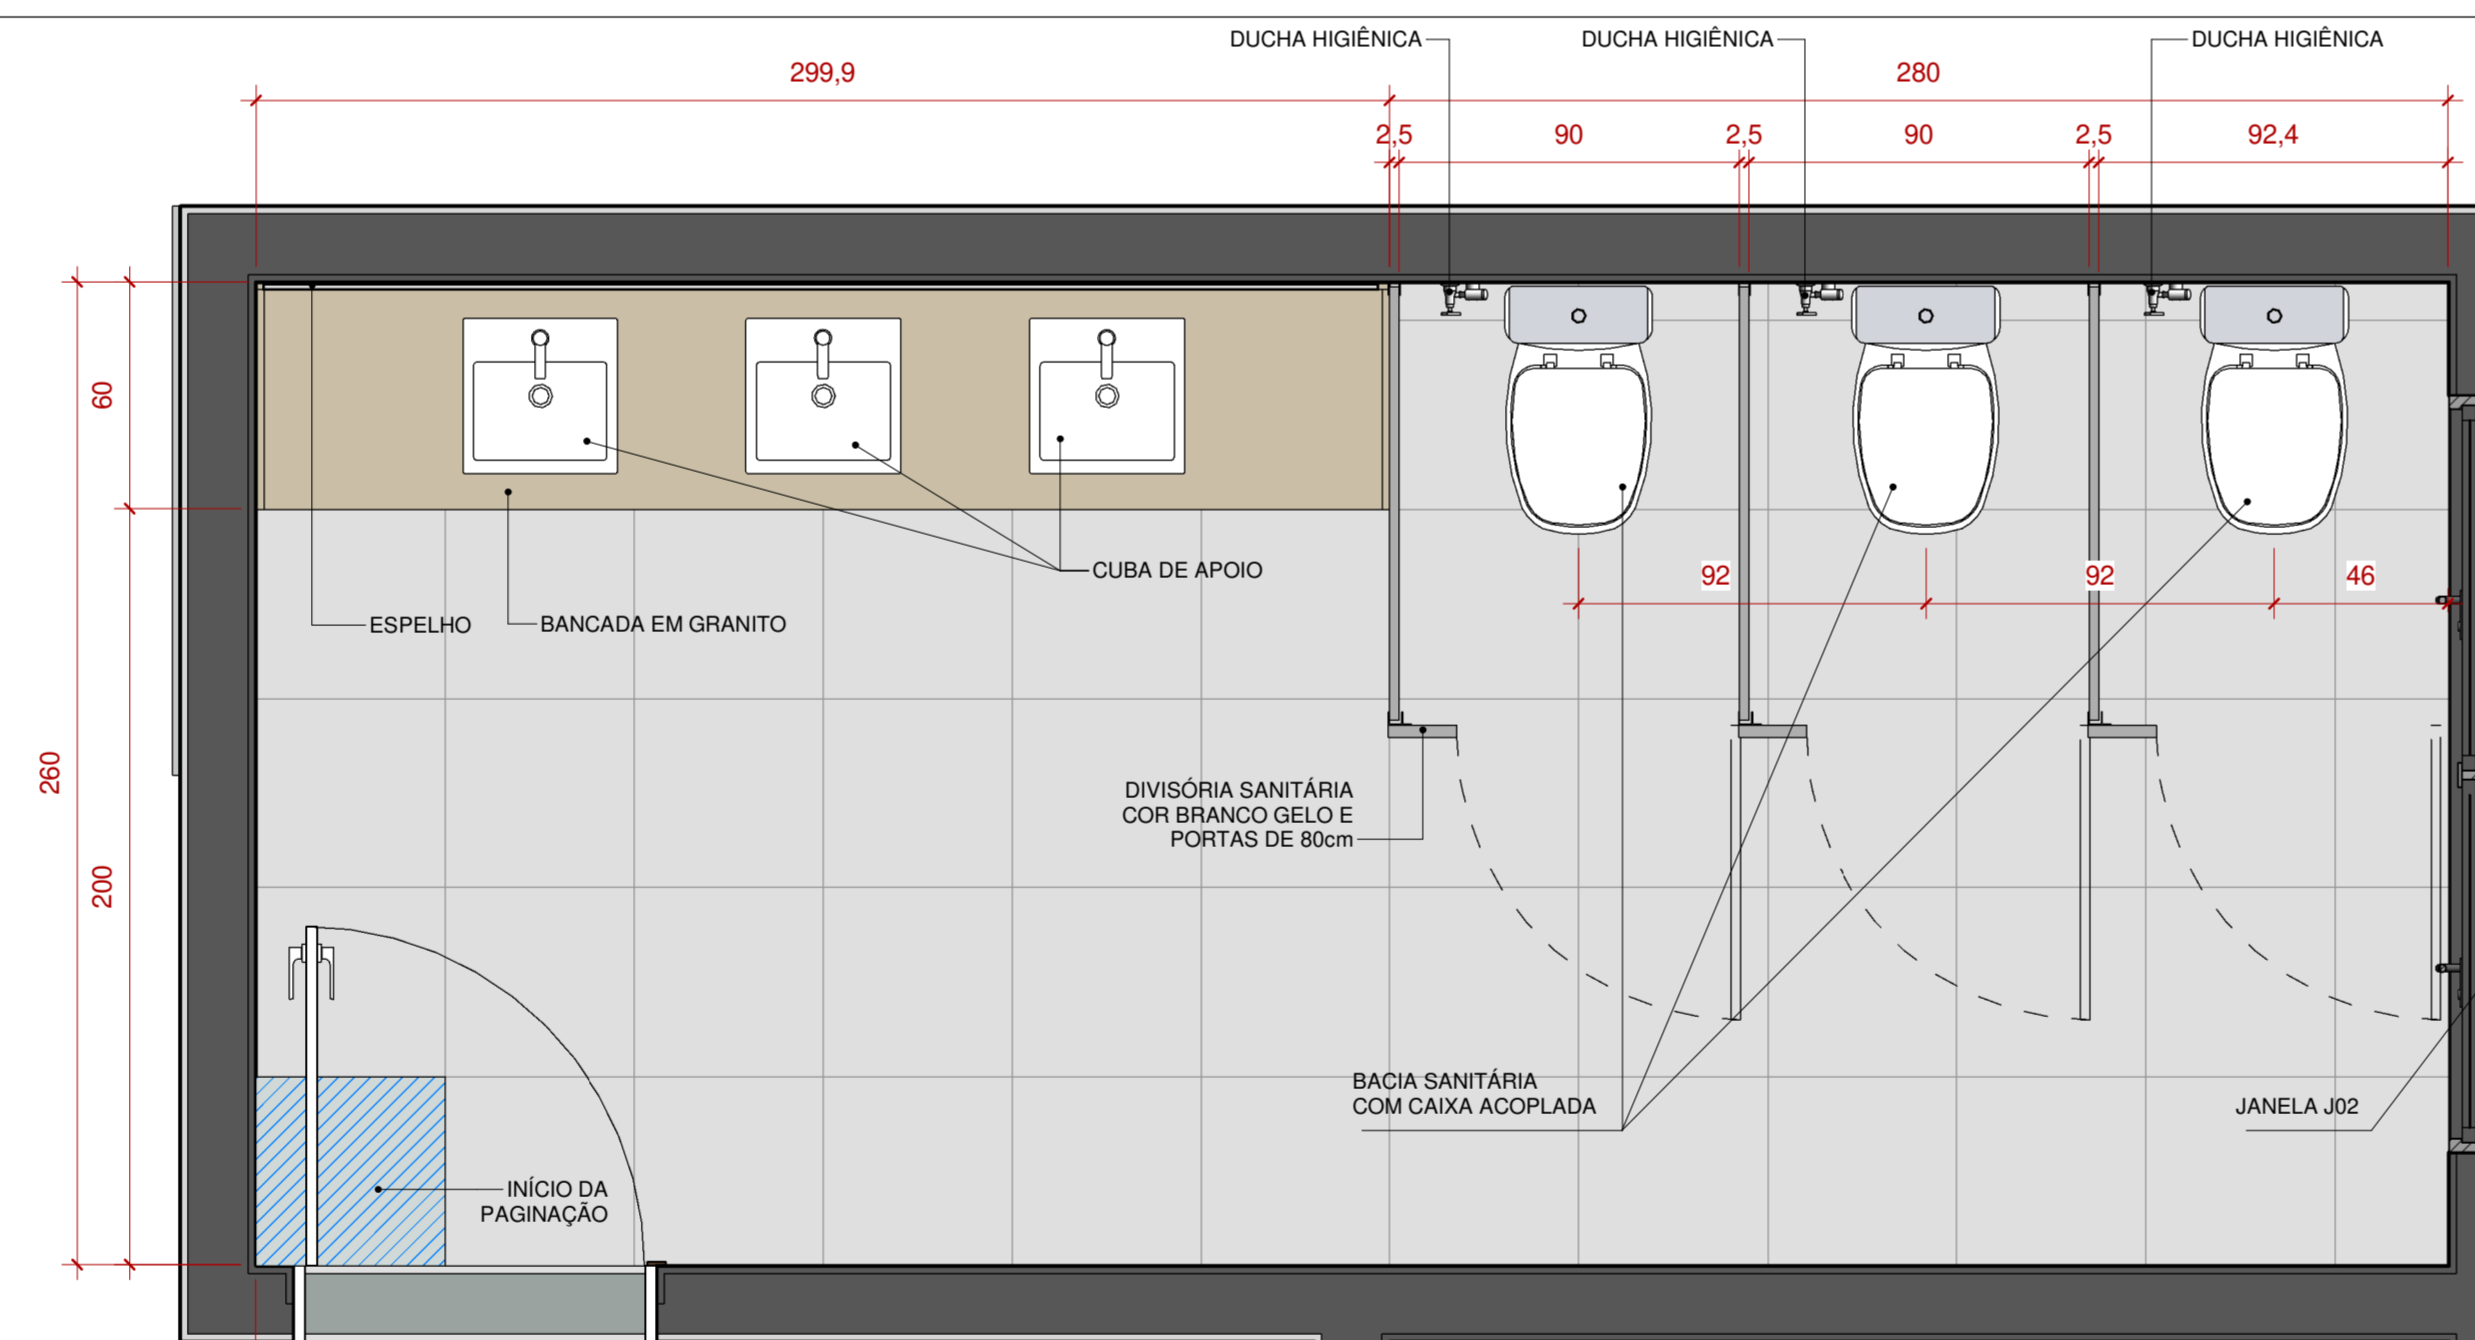 DUCHA HIGIÊNICA
DUCHA HIGIÊNICA
DUCHA HIGIÊNICA
299,9
280
2,5
90
2,5
90
2,5
92,4
60
260
200
92
92
46
CUBA DE APOIO
ESPELHO
BANCADA EM GRANITO
DIVISÓRIA SANITÁRIA
COR BRANCO GELO E
PORTAS DE 80cm
BACIA SANITÁRIA
COM CAIXA ACOPLADA
JANELA J02
INÍCIO DA
PAGINAÇÃO